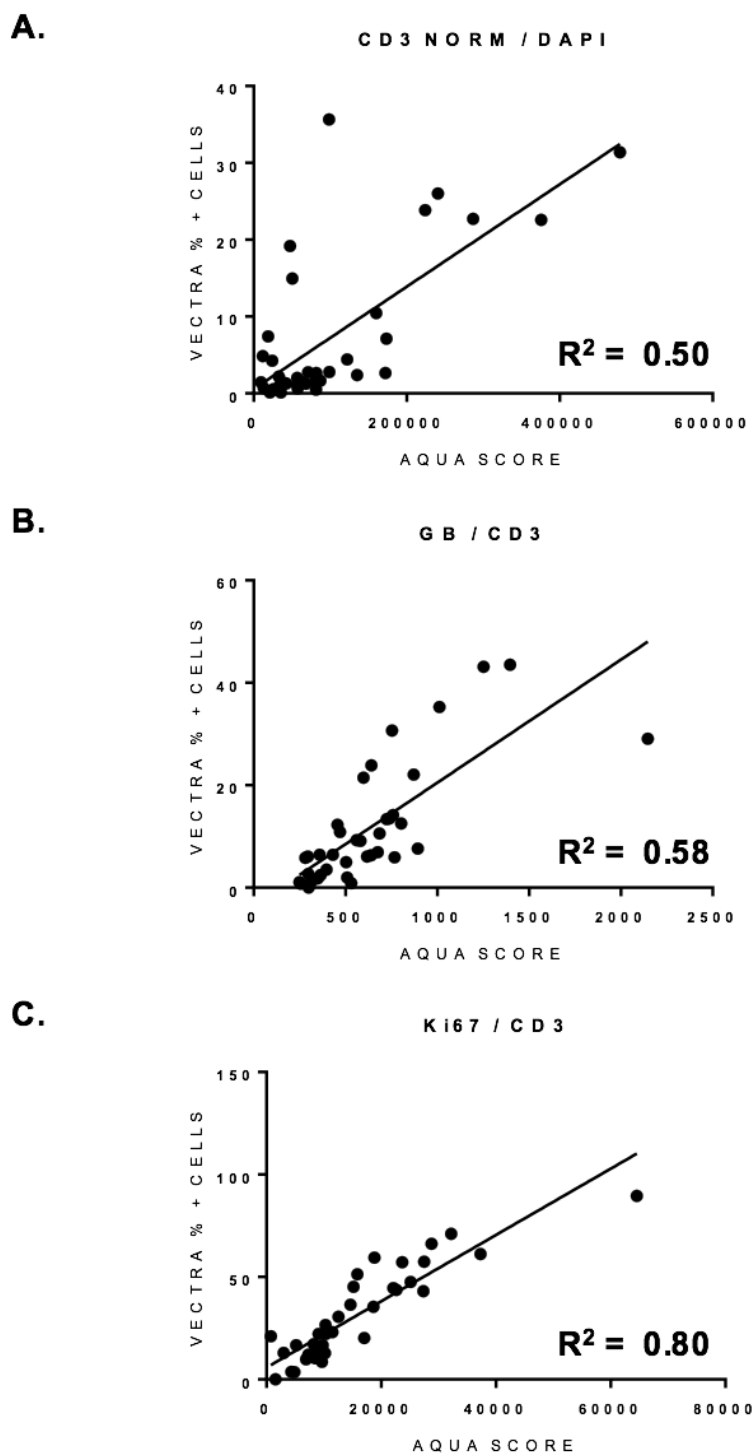 A.
CD3 NORM / DAPI
VECTRA % + CELLS
40
30
20
10
0
R² = 0.50
0 200000 400000 600000
AQUA SCORE
B.
GB / CD3
VECTRA % + CELLS
60
40
20
0
R² = 0.58
0 500 1000 1500 2000 2500
AQUA SCORE
C.
Ki67 / CD3
VECTRA % + CELLS
150
100
50
0
R² = 0.80
0 20000 40000 60000 80000
AQUA SCORE